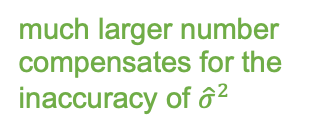 much larger number
compensates for the
inaccuracy of σ̂²